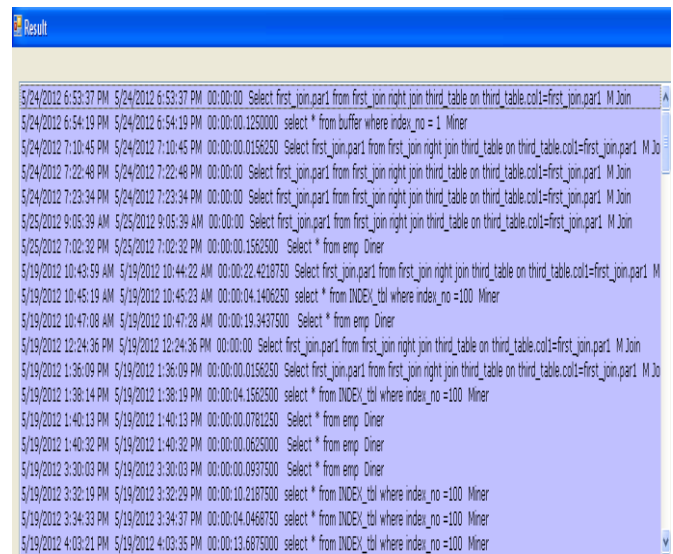 Result
5/24/2012 6:53:37 PM 5/24/2012 6:53:37 PM 00:00:00 Select first_join.par1 from first_join right join third_table on third_table.col1=first_join.par1 M Join
5/24/2012 6:54:19 PM 5/24/2012 6:54:19 PM 00:00:00.1250000 select * from buffer where index_no = 1 Miner
5/24/2012 7:10:45 PM 5/24/2012 7:10:45 PM 00:00:00.0156250 Select first_join.par1 from first_join right join third_table on third_table.col1=first_join.par1 M Jo
5/24/2012 7:22:48 PM 5/24/2012 7:22:48 PM 00:00:00 Select first_join.par1 from first_join right join third_table on third_table.col1=first_join.par1 M Join
5/24/2012 7:23:34 PM 5/24/2012 7:23:34 PM 00:00:00 Select first_join.par1 from first_join right join third_table on third_table.col1=first_join.par1 M Join
5/25/2012 9:05:39 AM 5/25/2012 9:05:39 AM 00:00:00 Select first_join.par1 from first_join right join third_table on third_table.col1=first_join.par1 M Join
5/25/2012 7:02:32 PM 5/25/2012 7:02:32 PM 00:00:00.1562500 Select * from emp Diner
5/19/2012 10:43:59 AM 5/19/2012 10:44:22 AM 00:00:22.4218750 Select first_join.par1 from first_join right join third_table on third_table.col1=first_join.par1 M
5/19/2012 10:45:19 AM 5/19/2012 10:45:23 AM 00:00:04.1406250 select * from INDEX_tbl where index_no =100 Miner
5/19/2012 10:47:08 AM 5/19/2012 10:47:28 AM 00:00:19.3437500 Select * from emp Diner
5/19/2012 12:24:36 PM 5/19/2012 12:24:36 PM 00:00:00 Select first_join.par1 from first_join right join third_table on third_table.col1=first_join.par1 M Join
5/19/2012 1:36:09 PM 5/19/2012 1:36:09 PM 00:00:00.0156250 Select first_join.par1 from first_join right join third_table on third_table.col1=first_join.par1 M Jo
5/19/2012 1:38:14 PM 5/19/2012 1:38:19 PM 00:00:04.1562500 select * from INDEX_tbl where index_no =100 Miner
5/19/2012 1:40:13 PM 5/19/2012 1:40:13 PM 00:00:00.0781250 Select * from emp Diner
5/19/2012 1:40:32 PM 5/19/2012 1:40:32 PM 00:00:00.0625000 Select * from emp Diner
5/19/2012 3:30:03 PM 5/19/2012 3:30:03 PM 00:00:00.0937500 Select * from emp Diner
5/19/2012 3:32:19 PM 5/19/2012 3:32:29 PM 00:00:10.2187500 select * from INDEX_tbl where index_no =100 Miner
5/19/2012 3:34:33 PM 5/19/2012 3:34:37 PM 00:00:04.0468750 select * from INDEX_tbl where index_no =100 Miner
5/19/2012 4:03:21 PM 5/19/2012 4:03:35 PM 00:00:13.6875000 select * from INDEX_tbl where index_no =100 Miner